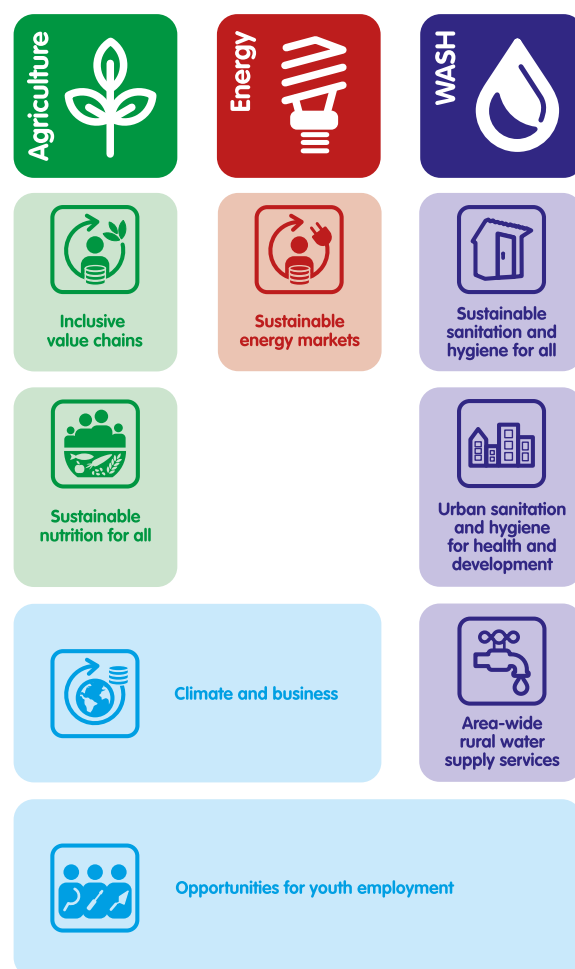 Agriculture
Energy
WASH
Inclusive
value chains
Sustainable
energy markets
Sustainable
sanitation and
hygiene for all
Sustainable
nutrition for all
Urban sanitation
and hygiene
for health and
development
Climate and business
Area-wide
rural water
supply services
Opportunities for youth employment